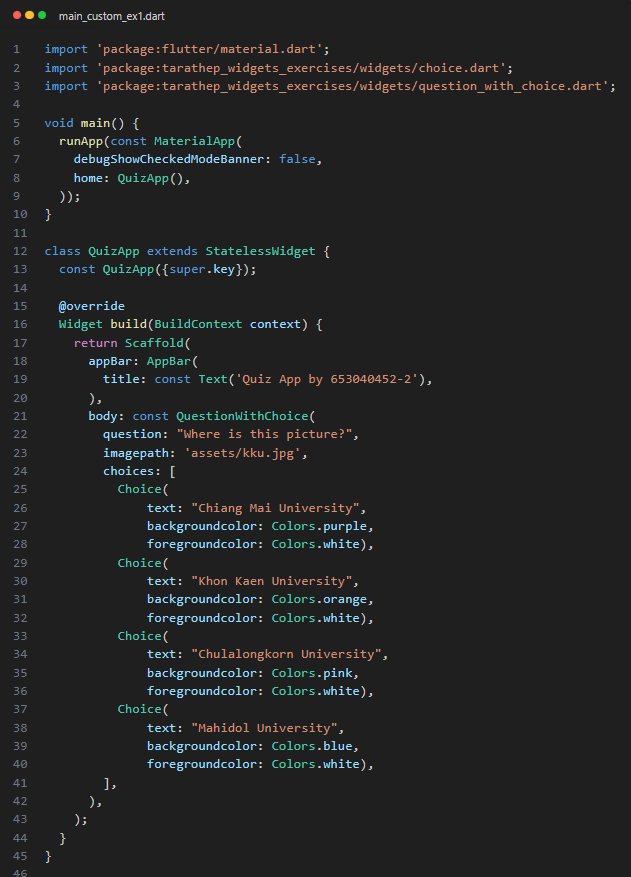 main_custom_ex1.dart
1 import 'package:flutter/material.dart';
2 import 'package:tarathep_widgets_exercises/widgets/choice.dart';
3 import 'package:tarathep_widgets_exercises/widgets/question_with_choice.dart';
4
5 void main() {
6   runApp(const MaterialApp(
7     debugShowCheckedModeBanner: false,
8     home: QuizApp(),
9   ));
10 }
11
12 class QuizApp extends StatelessWidget {
13   const QuizApp({super.key});
14
15   @override
16   Widget build(BuildContext context) {
17     return Scaffold(
18       appBar: AppBar(
19         title: const Text('Quiz App by 653040452-2'),
20       ),
21       body: const QuestionWithChoice(
22         question: "Where is this picture?",
23         imagepath: 'assets/kku.jpg',
24         choices: [
25           Choice(
26               text: "Chiang Mai University",
27               backgroundcolor: Colors.purple,
28               foregroundcolor: Colors.white),
29           Choice(
30               text: "Khon Kaen University",
31               backgroundcolor: Colors.orange,
32               foregroundcolor: Colors.white),
33           Choice(
34               text: "Chulalongkorn University",
35               backgroundcolor: Colors.pink,
36               foregroundcolor: Colors.white),
37           Choice(
38               text: "Mahidol University",
39               backgroundcolor: Colors.blue,
40               foregroundcolor: Colors.white),
41         ],
42       ),
43     );
44   }
45 }
46